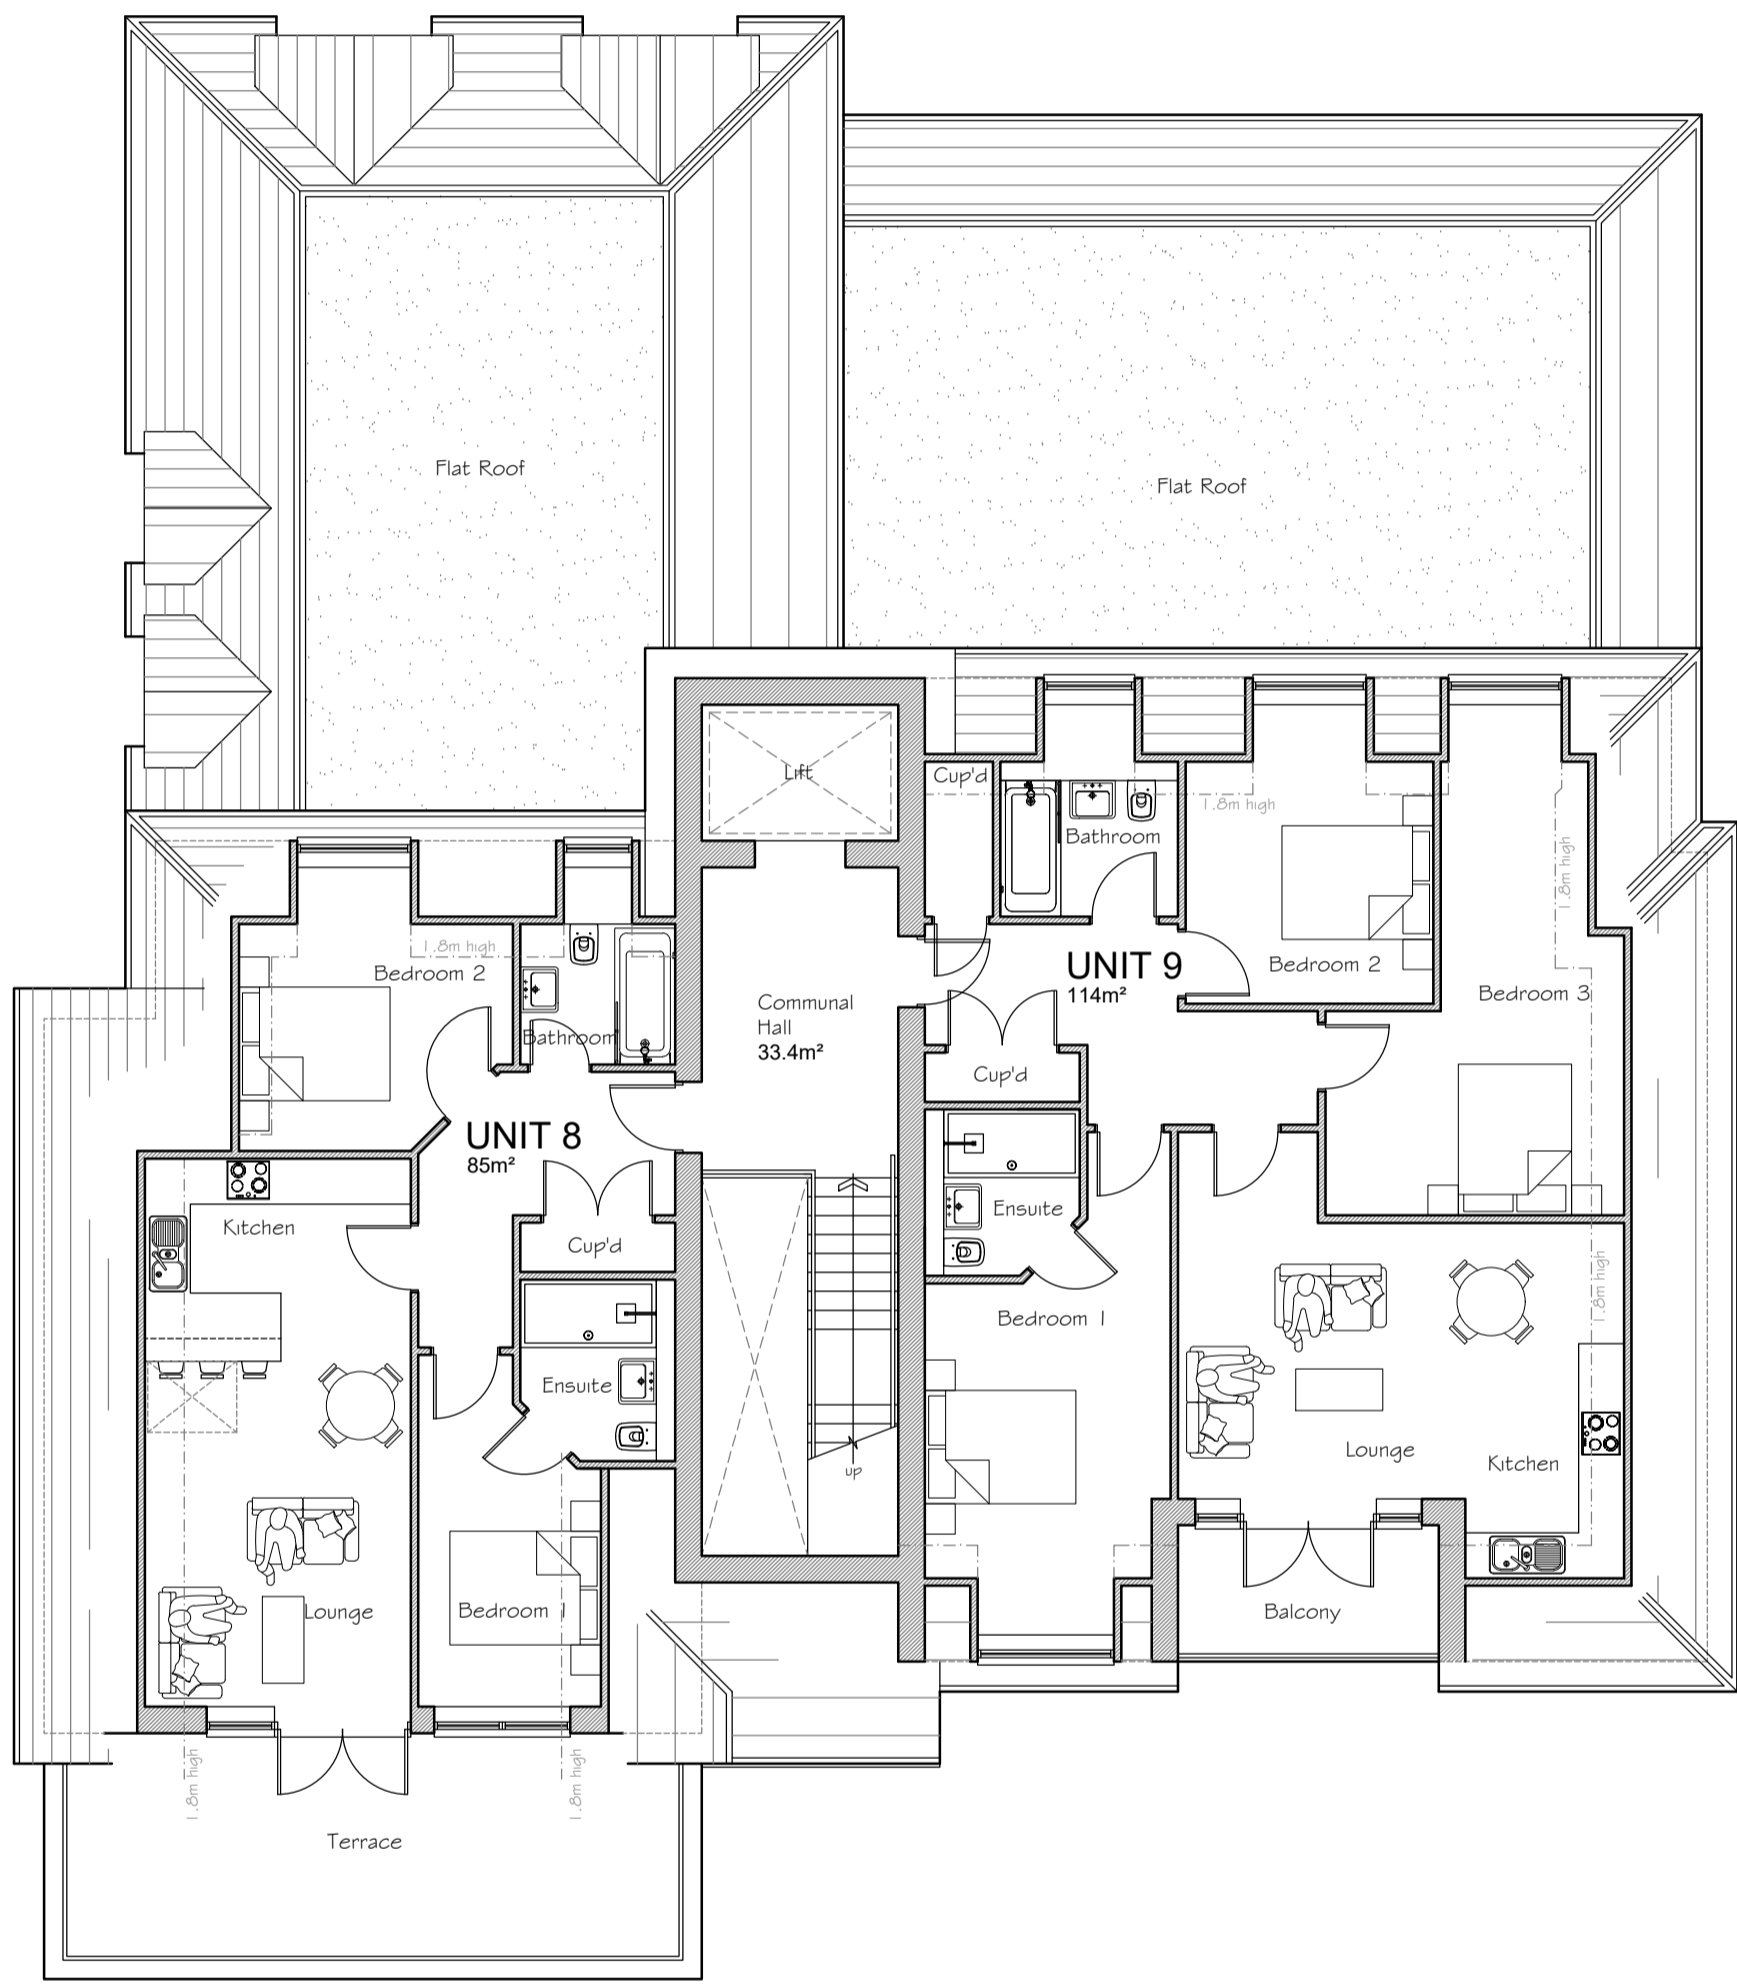 Flat Roof
Flat Roof
Lift
Cup'd
Bathroom
1.8m high
1.8m high
Bedroom 2
1.8m high
Bedroom 2
Bathroom
Communal
Hall
33.4m²
UNIT 9
114m²
Bedroom 3
Cup'd
UNIT 8
85m²
Kitchen
Cup'd
Ensuite
Bedroom 1
1.8m high
Ensuite
Lounge
Kitchen
up
Lounge
Bedroom 1
Balcony
1.8m high
1.8m high
Terrace